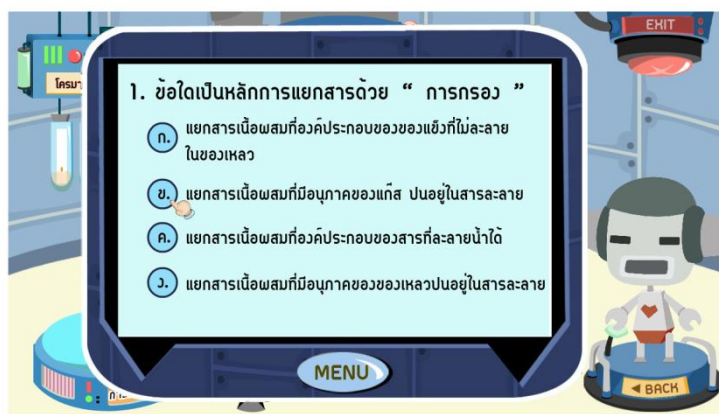 EXIT
โครมา
1. ข้อใดเป็นหลักการแยกสารด้วย “ การกรอง ”
ก. แยกสารเนื้อผสมที่องค์ประกอบของของแข็งที่ไม่ละลาย
ในของเหลว
ข. แยกสารเนื้อผสมที่มีอนุภาคของแก๊ส ปนอยู่ในสารละลาย
ค. แยกสารเนื้อผสมที่องค์ประกอบของสารที่ละลายน้ำได้
ง. แยกสารเนื้อผสมที่มีอนุภาคของของเหลวปนอยู่ในสารละลาย
MENU
BACK